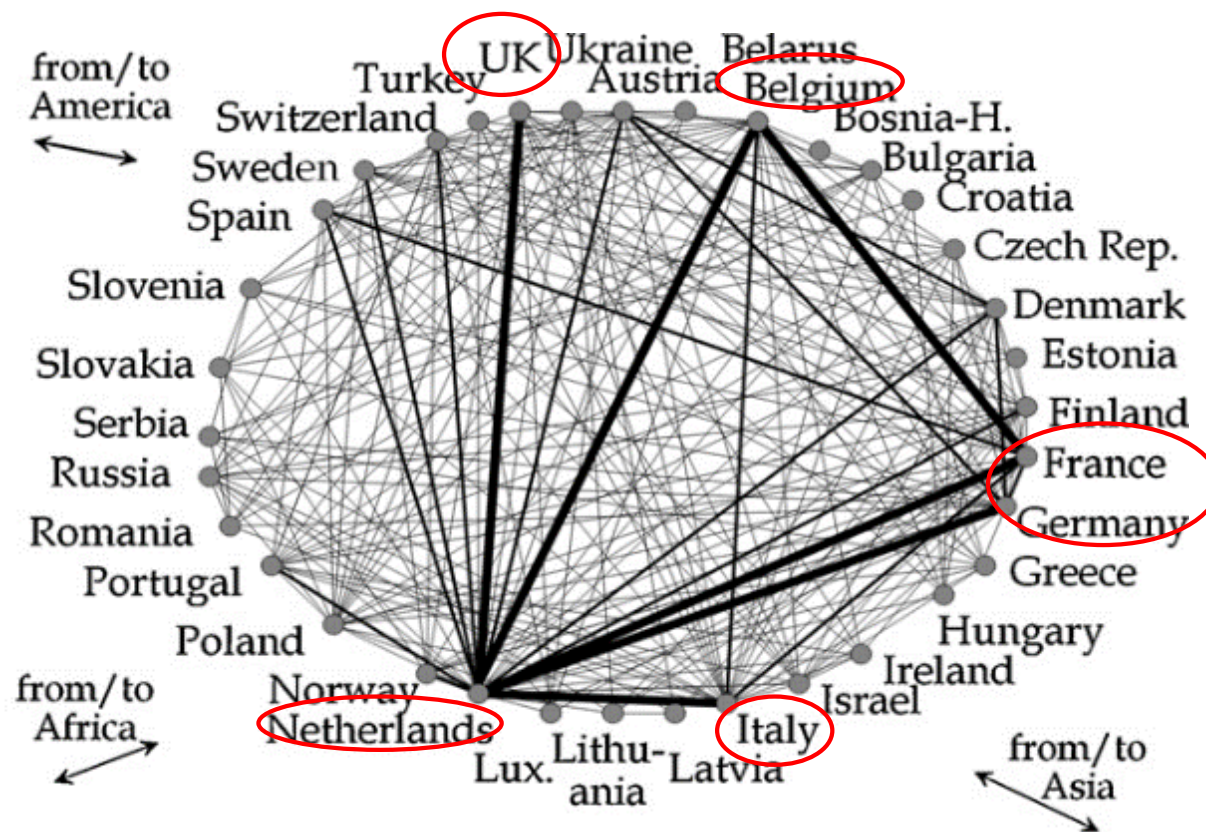 from/to
America
UK
Ukraine
Belarus
Turkey
Austria
Belgium
Switzerland
Bosnia-H.
Sweden
Bulgaria
Spain
Croatia
Czech Rep.
Slovenia
Denmark
Slovakia
Estonia
Serbia
Finland
Russia
France
Romania
Germany
Portugal
Greece
Poland
Hungary
Norway
Ireland
Netherlands
Israel
Italy
Lux.
Lithu-
ania
Latvia
from/to
Africa
from/to
Asia